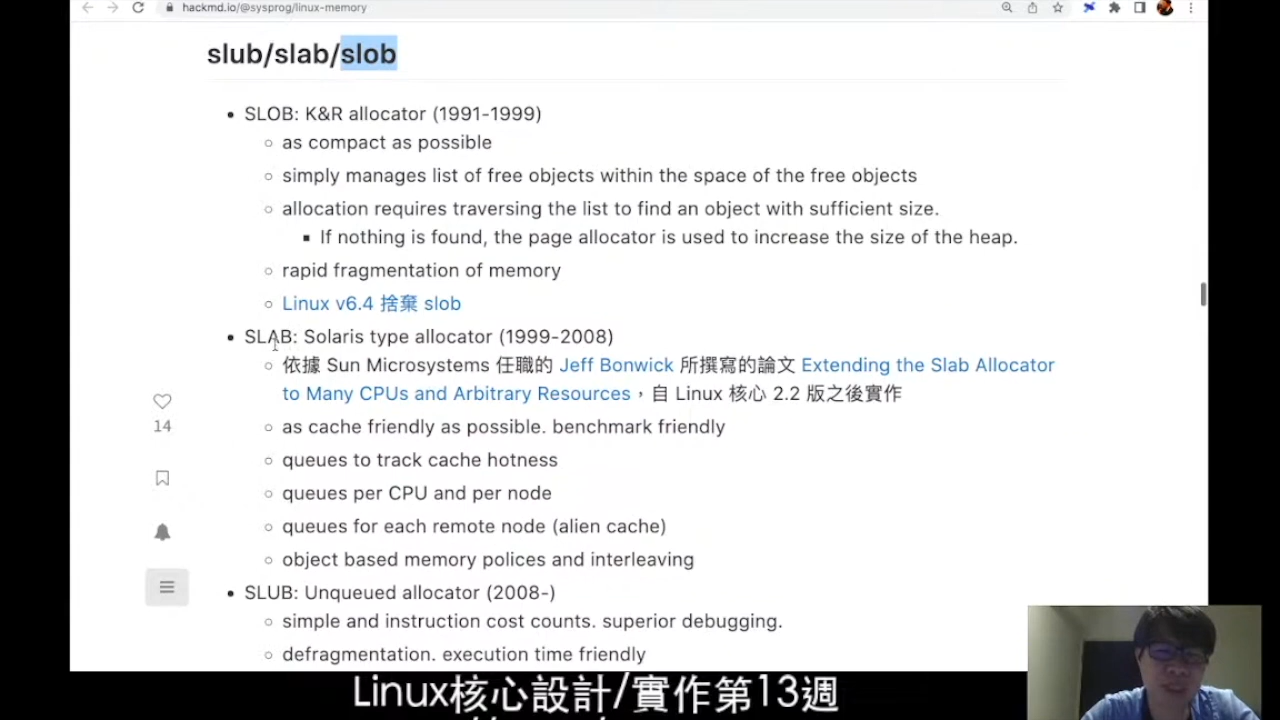 hackmd.io/@sysprog/linux-memory
slub/slab/slob
SLOB: K&R allocator (1991-1999)
as compact as possible
simply manages list of free objects within the space of the free objects
allocation requires traversing the list to find an object with sufficient size.
If nothing is found, the page allocator is used to increase the size of the heap.
rapid fragmentation of memory
Linux v6.4 捨棄 slob
SLAB: Solaris type allocator (1999-2008)
依據 Sun Microsystems 任職的 Jeff Bonwick 所撰寫的論文 Extending the Slab Allocator
to Many CPUs and Arbitrary Resources，自 Linux 核心 2.2 版之後實作
as cache friendly as possible. benchmark friendly
queues to track cache hotness
queues per CPU and per node
queues for each remote node (alien cache)
object based memory polices and interleaving
SLUB: Unqueued allocator (2008-)
simple and instruction cost counts. superior debugging.
defragmentation. execution time friendly
14
Linux核心設計/實作第13週